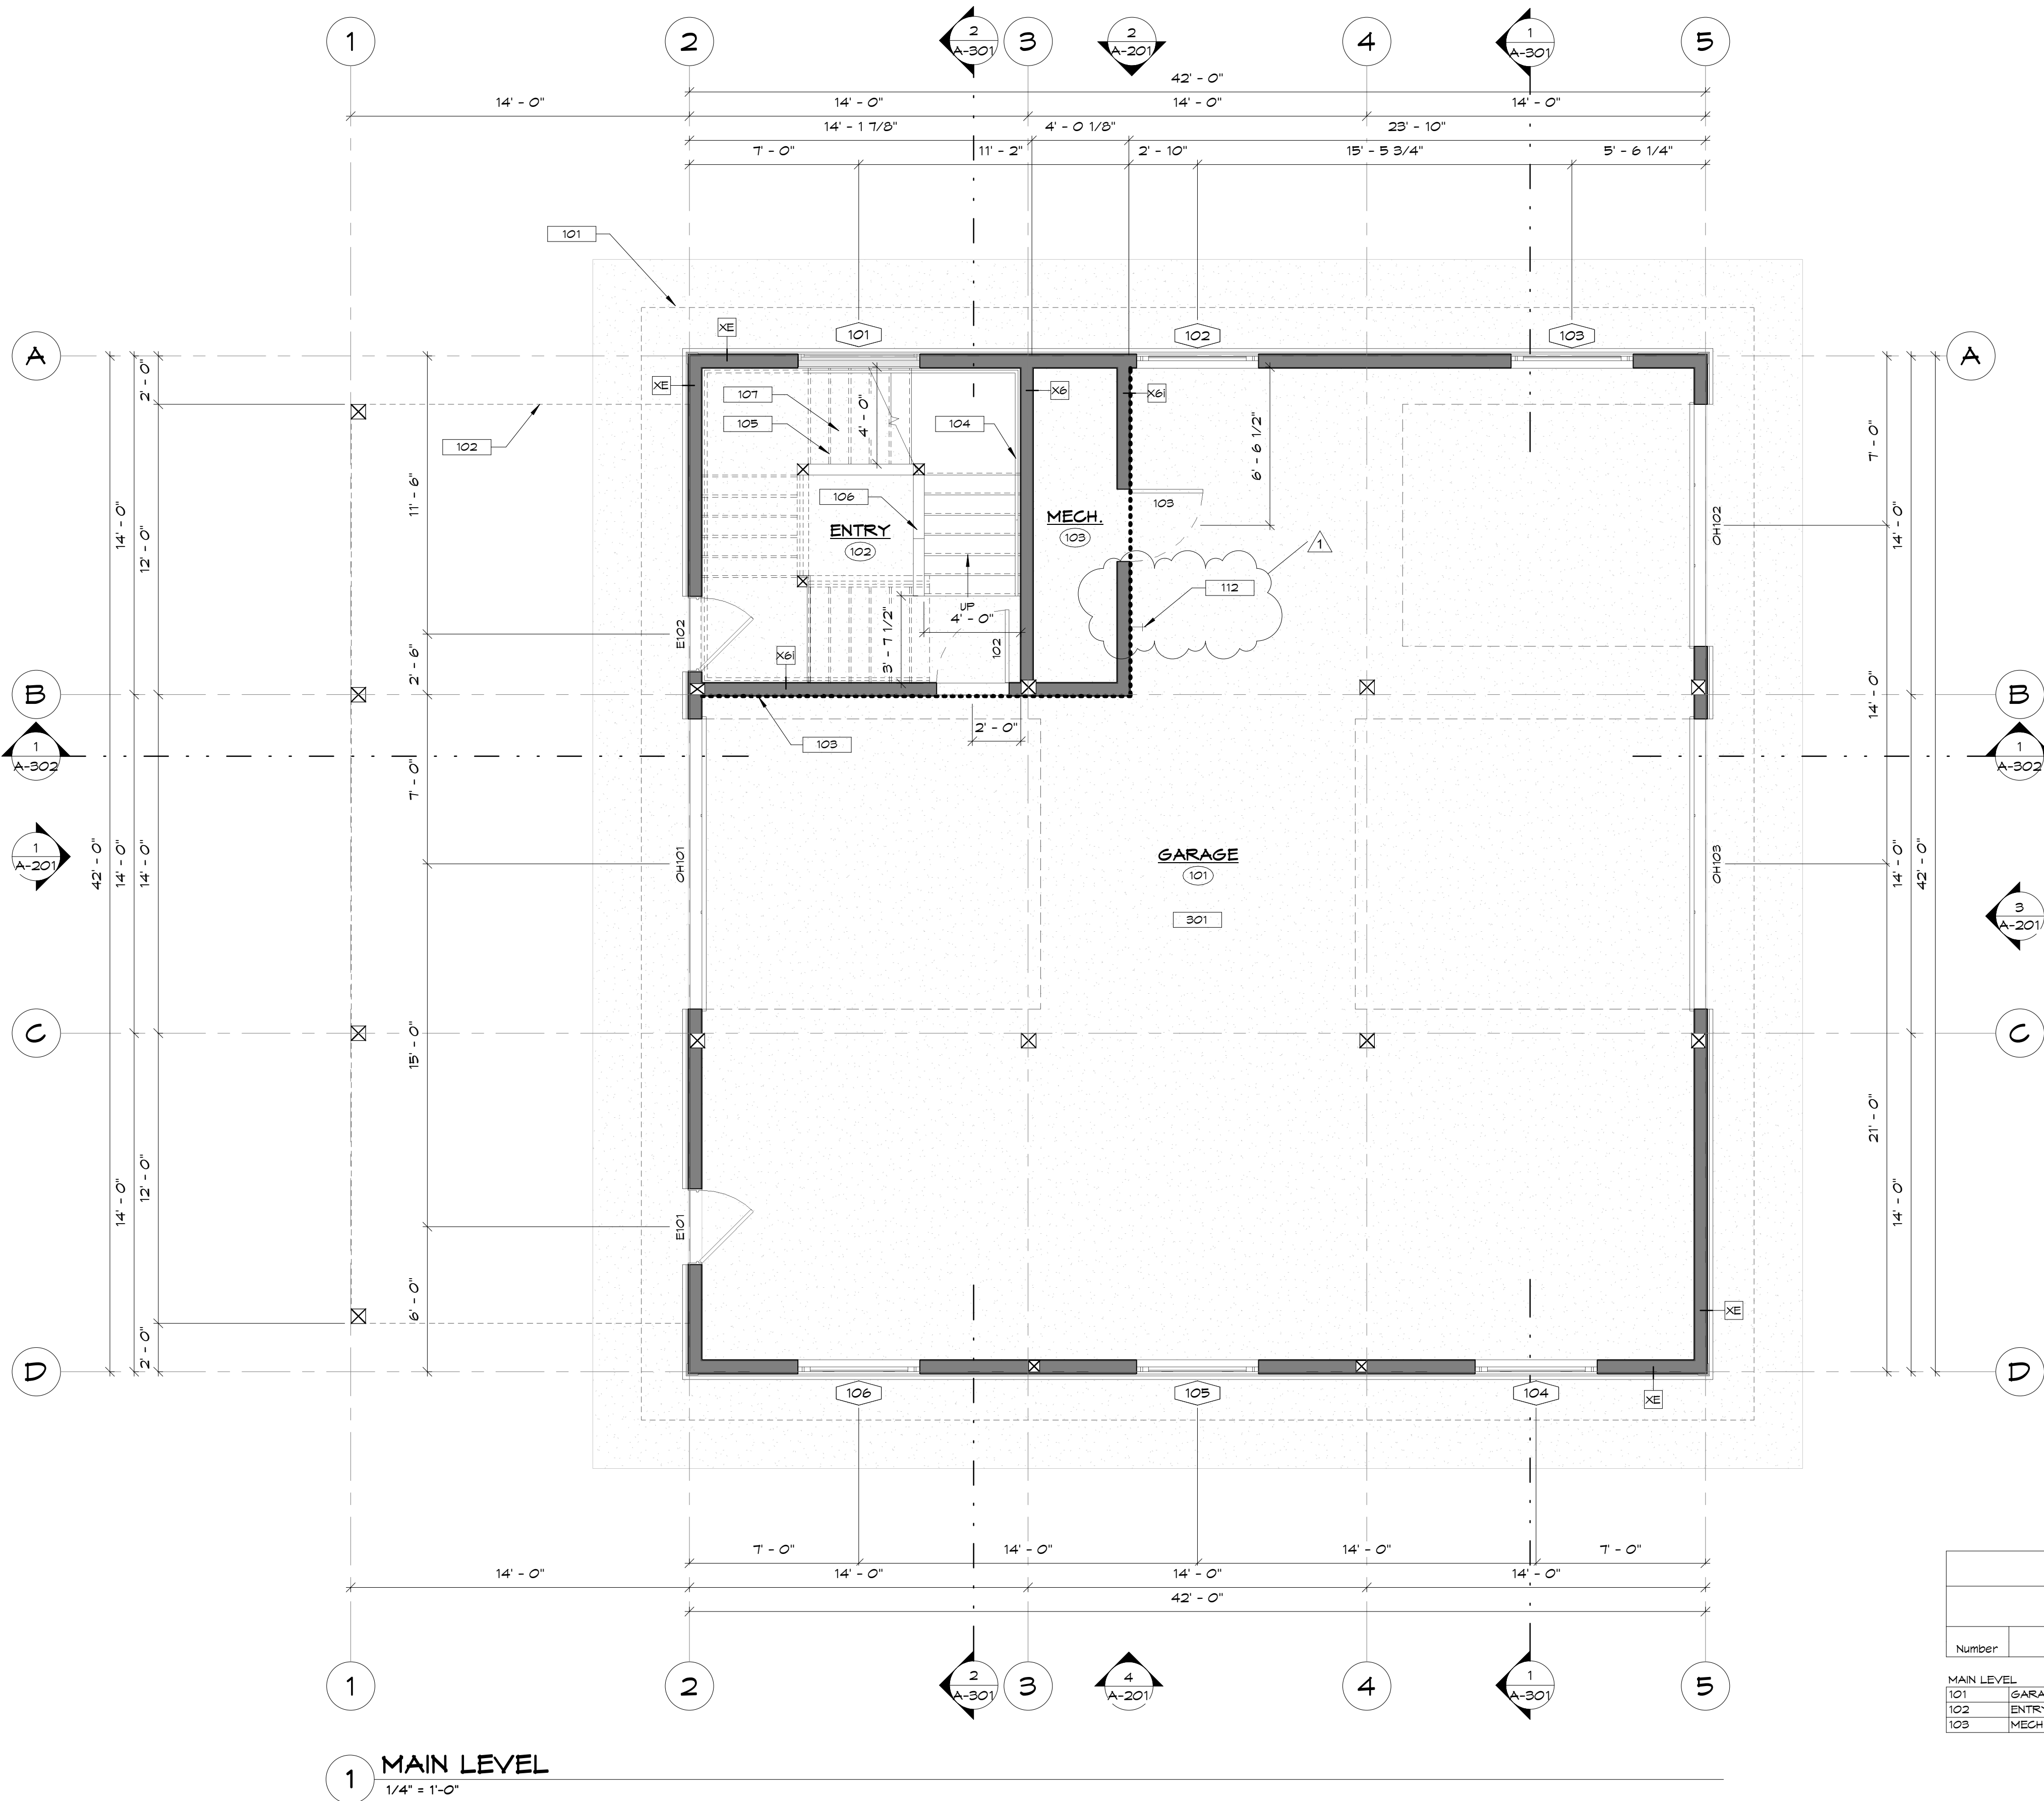 1
2
2
A-301
3
2
A-201
4
1
A-301
5
42' - 0"
14' - 0"
14' - 0"
14' - 0"
14' - 0"
14' - 1 7/8"
4' - 0 1/8"
23' - 10"
7' - 0"
11' - 2"
2' - 10"
15' - 5 3/4"
5' - 6 1/4"
101
XE
101
102
103
A
A
2' - 0"
XE
107
105
104
106
4' - 0"
X6
X6i
6' - 6 1/2"
102
7' - 0"
11' - 6"
14' - 0"
12' - 0"
ENTRY
102
MECH.
103
103
OH102
14' - 0"
1
112
UP
4' - 0"
3' - 7 1/2"
102
E102
X6i
2' - 6"
B
14' - 0"
B
2' - 0"
103
1
A-302
7' - 0"
1
A-302
1
A-201
42' - 0"
14' - 0"
14' - 0"
OH101
GARAGE
101
301
OH103
14' - 0"
42' - 0"
3
A-201
C
15' - 0"
C
21' - 0"
14' - 0"
12' - 0"
E101
14' - 0"
6' - 0"
2' - 0"
XE
D
D
106
105
104
XE
7' - 0"
14' - 0"
14' - 0"
7' - 0"
14' - 0"
14' - 0"
14' - 0"
14' - 0"
42' - 0"
1
2
2
A-301
3
4
A-201
4
1
A-301
5
Number
MAIN LEVEL
101 GARA
102 ENTRY
103 MECH
1 MAIN LEVEL
1/4" = 1'-0"